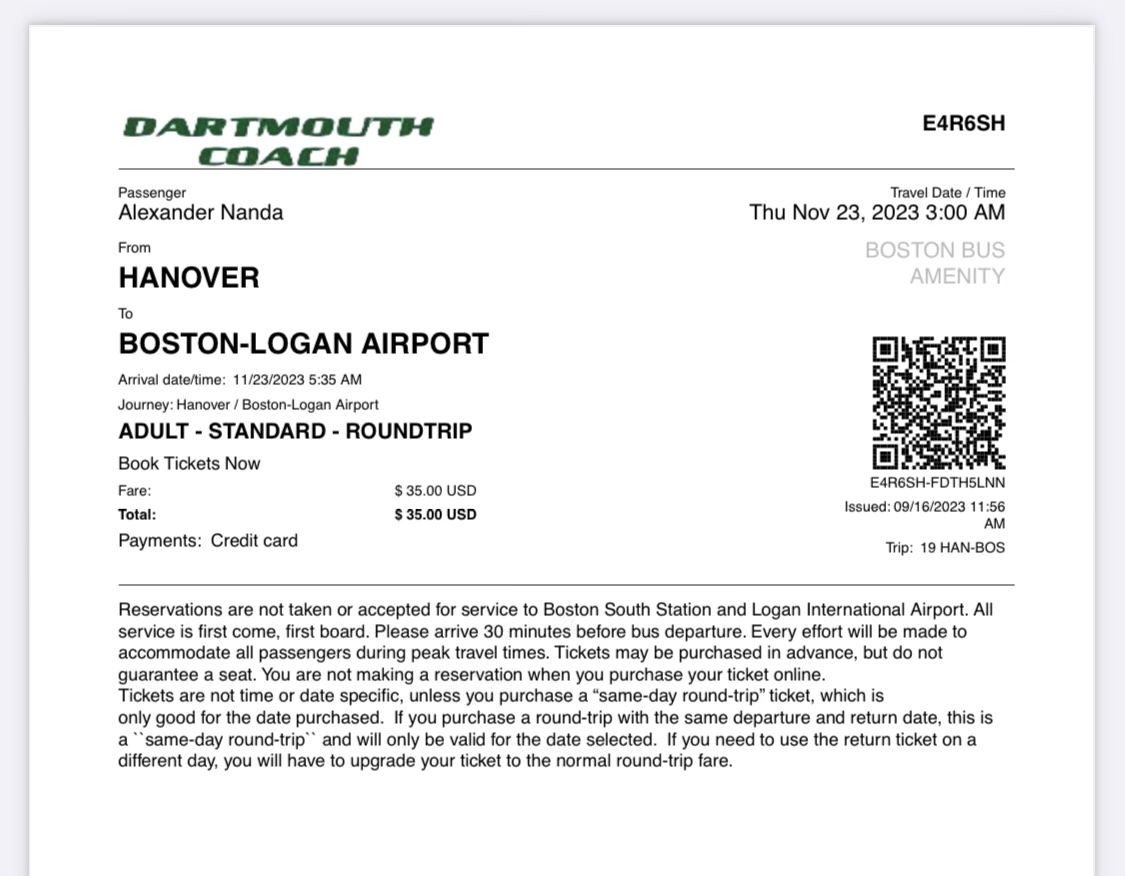 DARTMOUTH
COACH
E4R6SH
Passenger
Alexander Nanda
Travel Date / Time
Thu Nov 23, 2023 3:00 AM
From
HANOVER
BOSTON BUS
AMENITY
To
BOSTON-LOGAN AIRPORT
Arrival date/time: 11/23/2023 5:35 AM
Journey: Hanover / Boston-Logan Airport
ADULT - STANDARD - ROUNDTRIP
Book Tickets Now
Fare: $ 35.00 USD
Total: $ 35.00 USD
Payments: Credit card
E4R6SH-FDTH5LNN
Issued: 09/16/2023 11:56
AM
Trip: 19 HAN-BOS
Reservations are not taken or accepted for service to Boston South Station and Logan International Airport. All
service is first come, first board. Please arrive 30 minutes before bus departure. Every effort will be made to
accommodate all passengers during peak travel times. Tickets may be purchased in advance, but do not
guarantee a seat. You are not making a reservation when you purchase your ticket online.
Tickets are not time or date specific, unless you purchase a “same-day round-trip” ticket, which is
only good for the date purchased. If you purchase a round-trip with the same departure and return date, this is
a ``same-day round-trip`` and will only be valid for the date selected. If you need to use the return ticket on a
different day, you will have to upgrade your ticket to the normal round-trip fare.